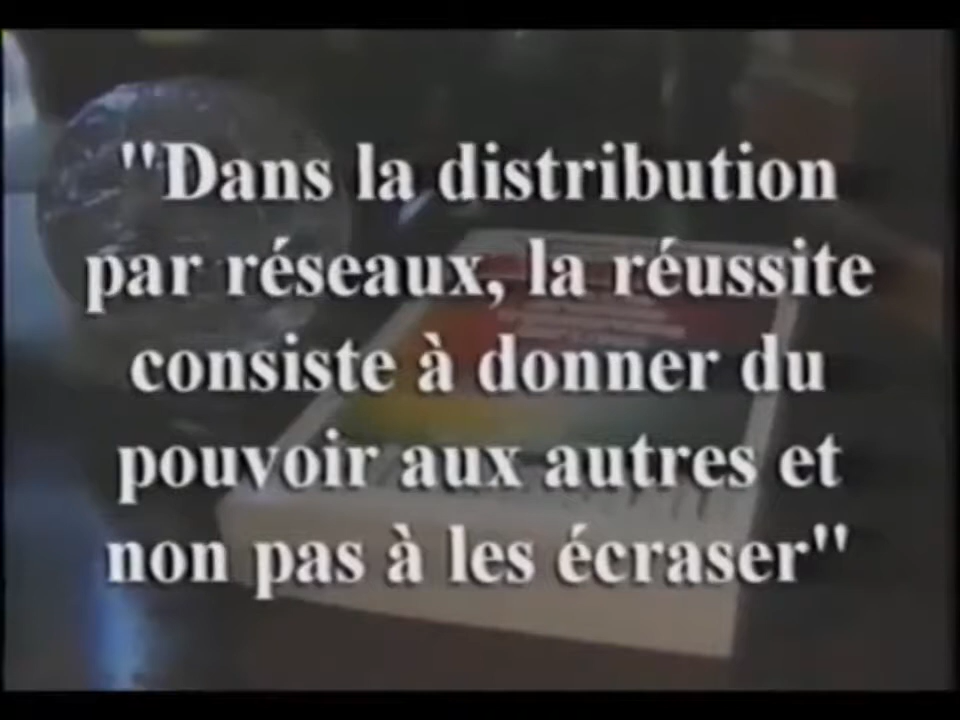 "Dans la distribution
par réseaux, la réussite
consiste à donner du
pouvoir aux autres et
non pas à les écraser"